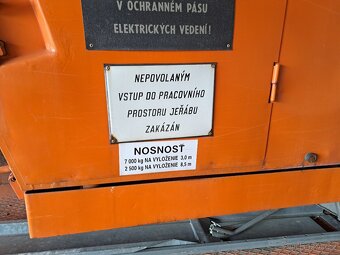 V OCHRANNÉM PÁSU
ELEKTRICKÝCH VEDENÍ!
NEPOVOLANÝM
VSTUP DO PRACOVNÍHO
PROSTORU JEŘÁBU
ZAKÁZÁN
NOSNOST
7 000 kg NA VYLOŽENIE 3,0 m
2 500 kg NA VYLOŽENIE 8,5 m